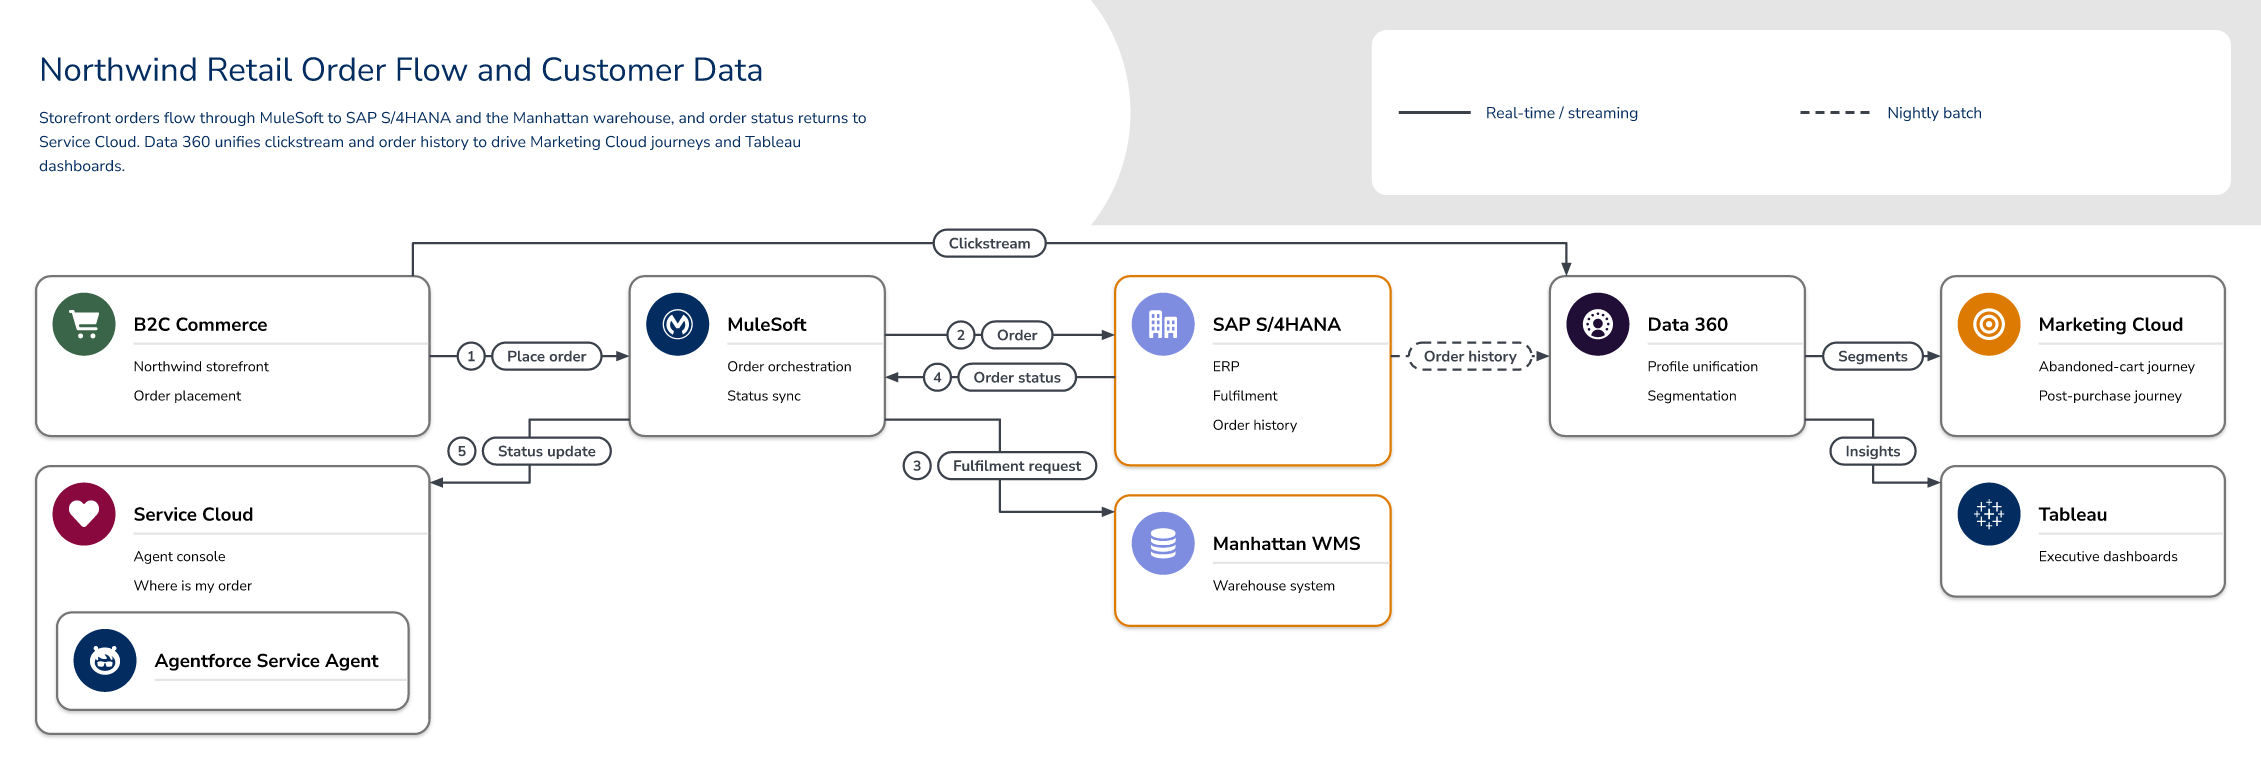 Northwind Retail Order Flow and Customer Data
Storefront orders flow through MuleSoft to SAP S/4HANA and the Manhattan warehouse, and order status returns to
Service Cloud. Data 360 unifies clickstream and order history to drive Marketing Cloud journeys and Tableau
dashboards.
Real-time / streaming
Nightly batch
Clickstream
B2C Commerce
Northwind storefront
Order placement
1
Place order
MuleSoft
Order orchestration
Status sync
2
Order
4
Order status
SAP S/4HANA
ERP
Fulfilment
Order history
Order history
Data 360
Profile unification
Segmentation
Segments
Marketing Cloud
Abandoned-cart journey
Post-purchase journey
5
Status update
3
Fulfilment request
Insights
Service Cloud
Agent console
Where is my order
Agentforce Service Agent
Manhattan WMS
Warehouse system
Tableau
Executive dashboards